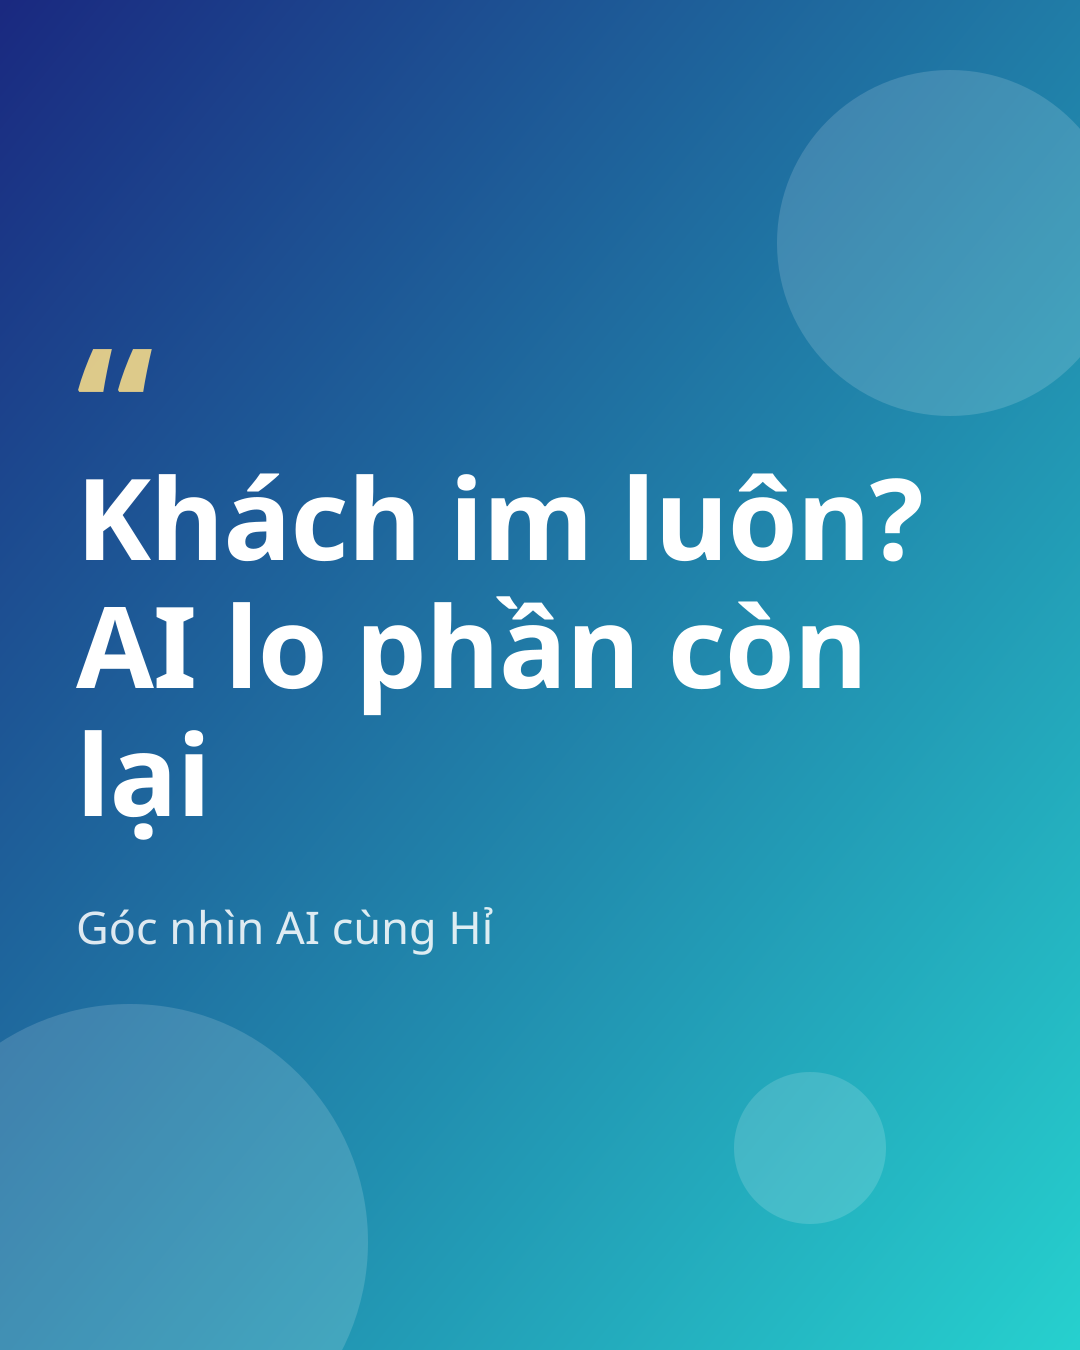 “
Khách im luôn?
AI lo phần còn
lại
Góc nhìn AI cùng Hỉ